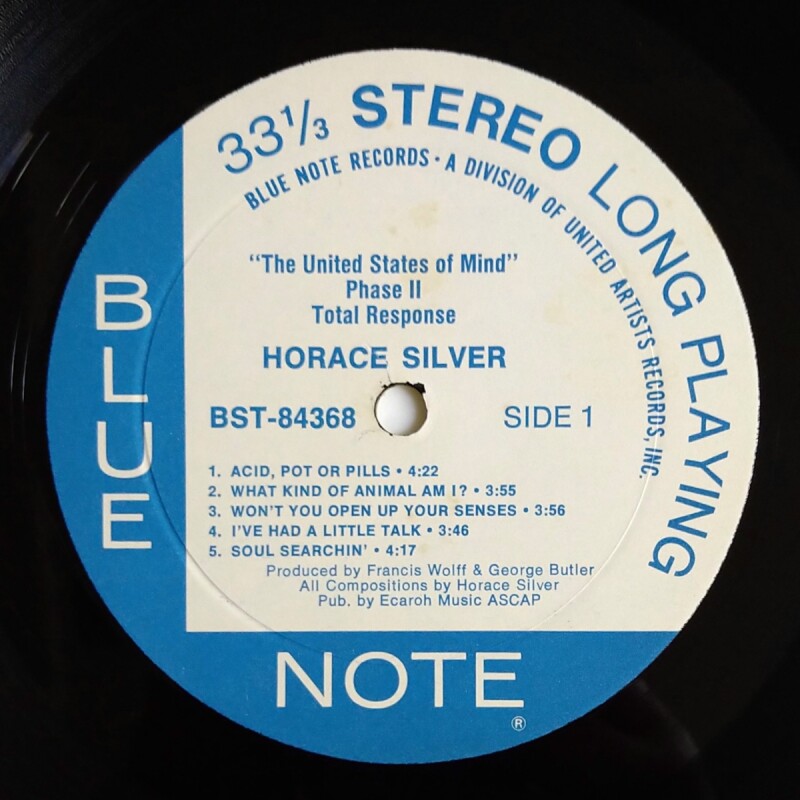 33⅓ STEREO LONG PLAYING
BLUE NOTE RECORDS • A DIVISION OF UNITED ARTISTS RECORDS, INC.
"The United States of Mind"
Phase II
Total Response
HORACE SILVER
BST-84368 SIDE 1
1. ACID, POT OR PILLS • 4:22
2. WHAT KIND OF ANIMAL AM I? • 3:55
3. WON'T YOU OPEN UP YOUR SENSES • 3:56
4. I'VE HAD A LITTLE TALK • 3:46
5. SOUL SEARCHIN' • 4:17
Produced by Francis Wolff & George Butler
All Compositions by Horace Silver
Pub. by Ecaroh Music ASCAP
BLUE
NOTE
®